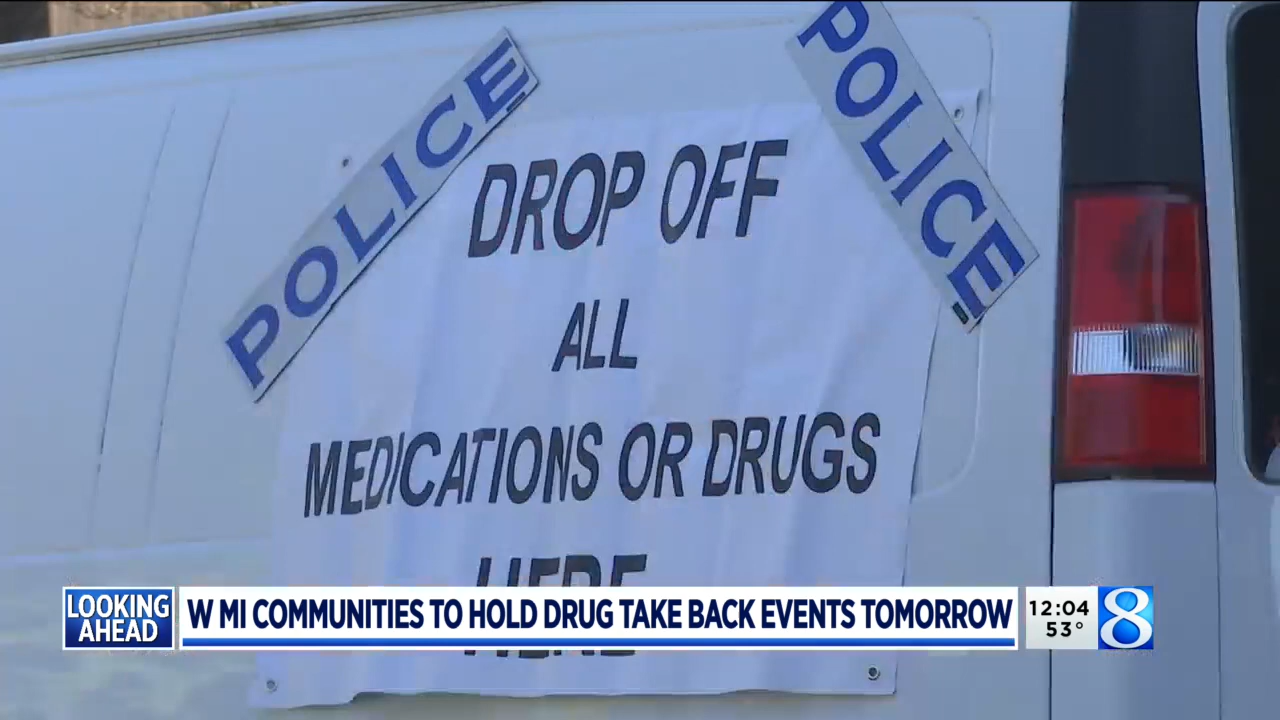 POLICE
POLICE
DROP OFF
ALL
MEDICATIONS OR DRUGS
HERE
LOOKING
AHEAD
W MI COMMUNITIES TO HOLD DRUG TAKE BACK EVENTS TOMORROW
12:04
53°
8